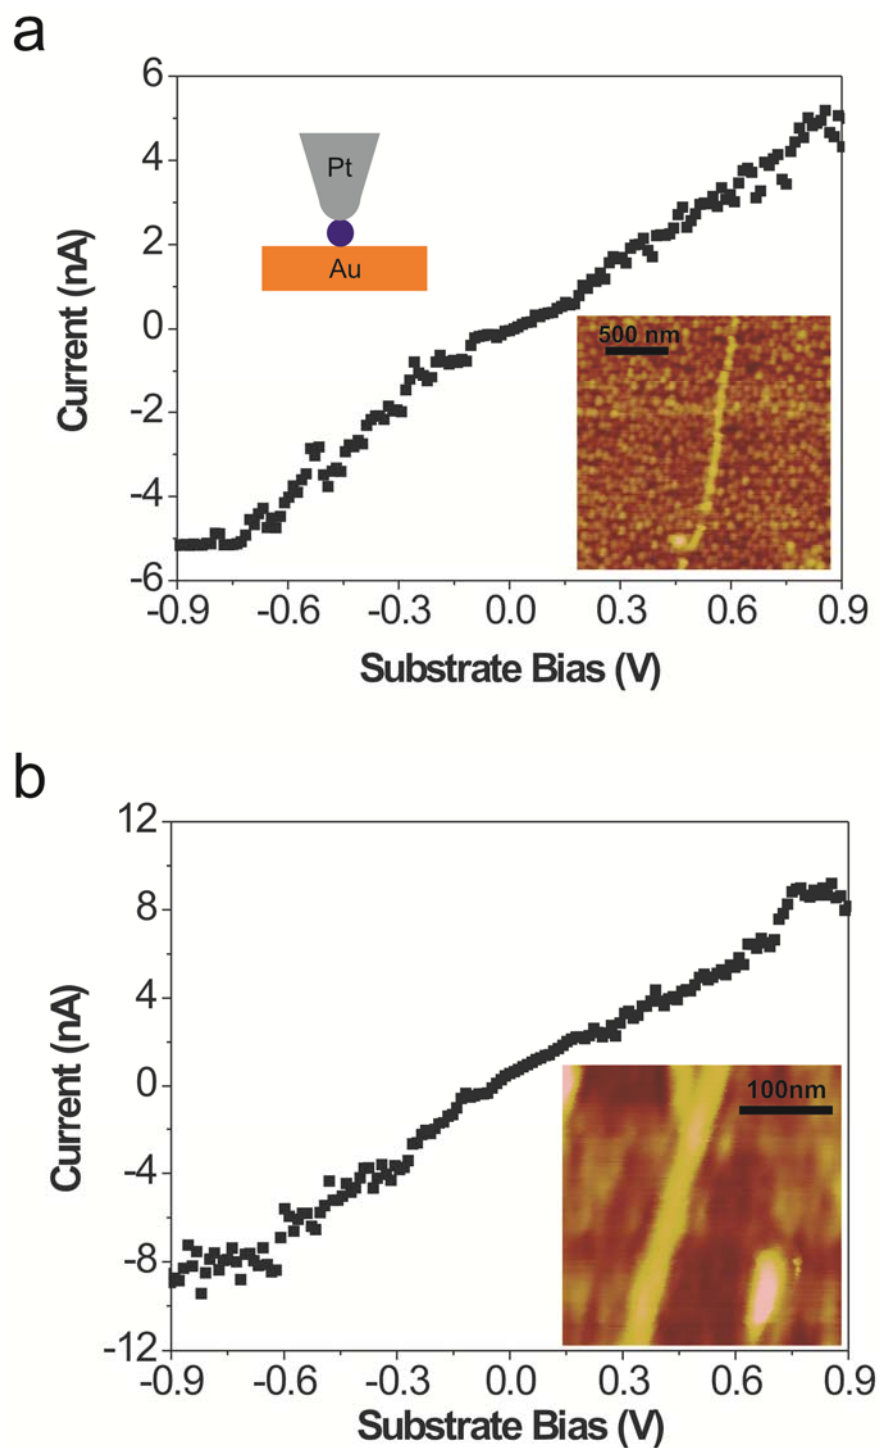 a
6
4
2
0
-2
-4
-6
Current (nA)
Pt
Au
500 nm
-0.9 -0.6 -0.3 0.0 0.3 0.6 0.9
Substrate Bias (V)
b
12
8
4
0
-4
-8
-12
Current (nA)
100nm
-0.9 -0.6 -0.3 0.0 0.3 0.6 0.9
Substrate Bias (V)